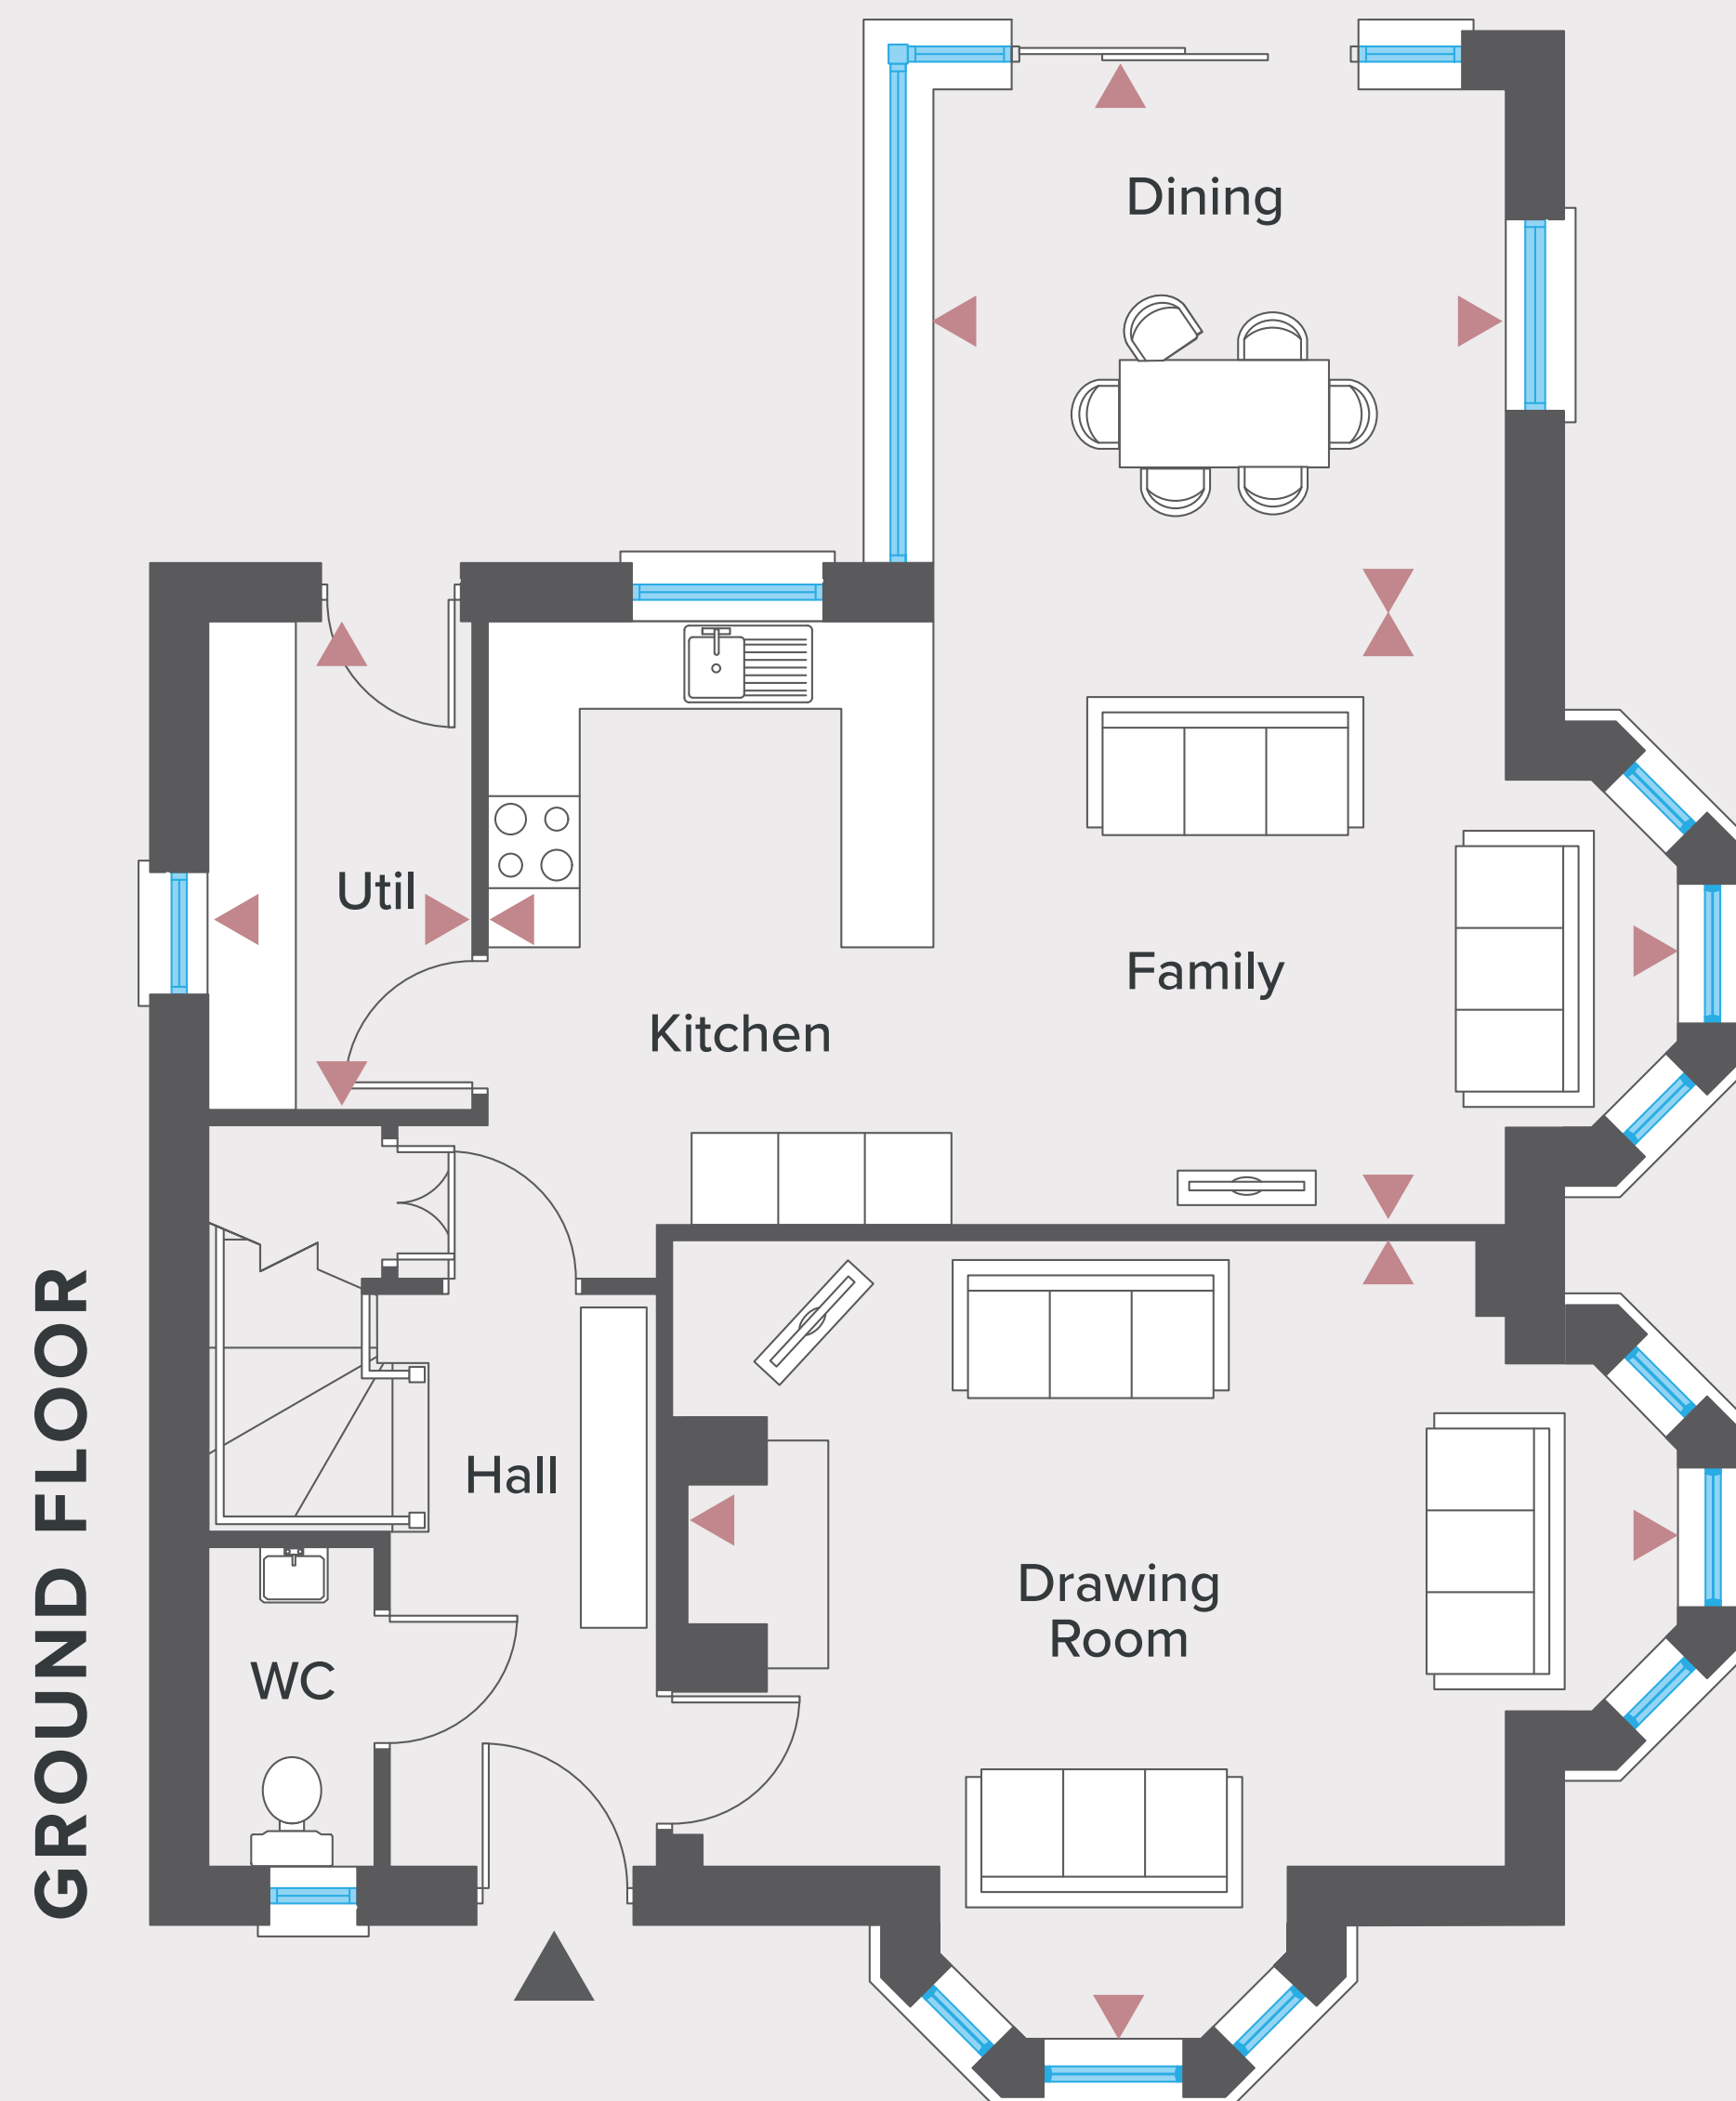 Dining
Util
Family
Kitchen
Hall
Drawing
Room
WC
GROUND FLOOR